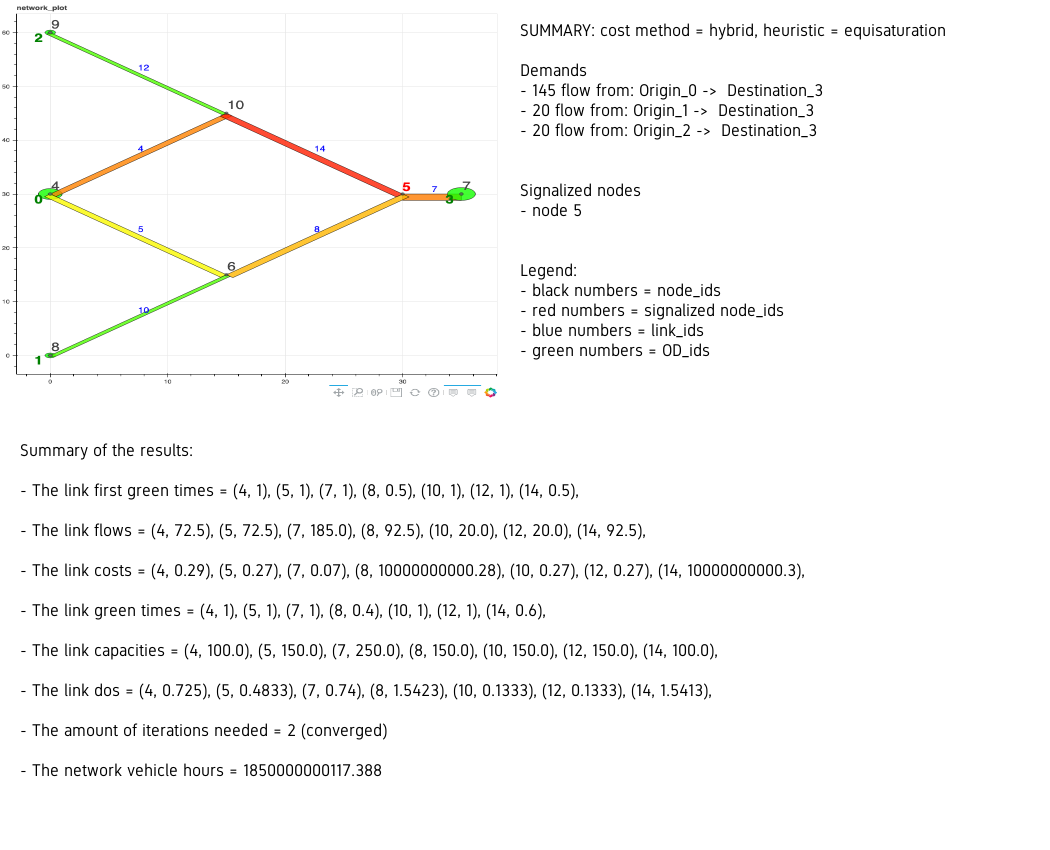 network_plot
60
50
40
30
20
10
0
0
10
20
30
9
2
12
10
4
14
4
0
5
7
7
3
5
8
6
10
8
1
SUMMARY: cost method = hybrid, heuristic = equisaturation
Demands
- 145 flow from: Origin_0 -> Destination_3
- 20 flow from: Origin_1 -> Destination_3
- 20 flow from: Origin_2 -> Destination_3
Signalized nodes
- node 5
Legend:
- black numbers = node_ids
- red numbers = signalized node_ids
- blue numbers = link_ids
- green numbers = OD_ids
Summary of the results:
- The link first green times = (4, 1), (5, 1), (7, 1), (8, 0.5), (10, 1), (12, 1), (14, 0.5),
- The link flows = (4, 72.5), (5, 72.5), (7, 185.0), (8, 92.5), (10, 20.0), (12, 20.0), (14, 92.5),
- The link costs = (4, 0.29), (5, 0.27), (7, 0.07), (8, 10000000000.28), (10, 0.27), (12, 0.27), (14, 10000000000.3),
- The link green times = (4, 1), (5, 1), (7, 1), (8, 0.4), (10, 1), (12, 1), (14, 0.6),
- The link capacities = (4, 100.0), (5, 150.0), (7, 250.0), (8, 150.0), (10, 150.0), (12, 150.0), (14, 100.0),
- The link dos = (4, 0.725), (5, 0.4833), (7, 0.74), (8, 1.5423), (10, 0.1333), (12, 0.1333), (14, 1.5413),
- The amount of iterations needed = 2 (converged)
- The network vehicle hours = 1850000000117.388